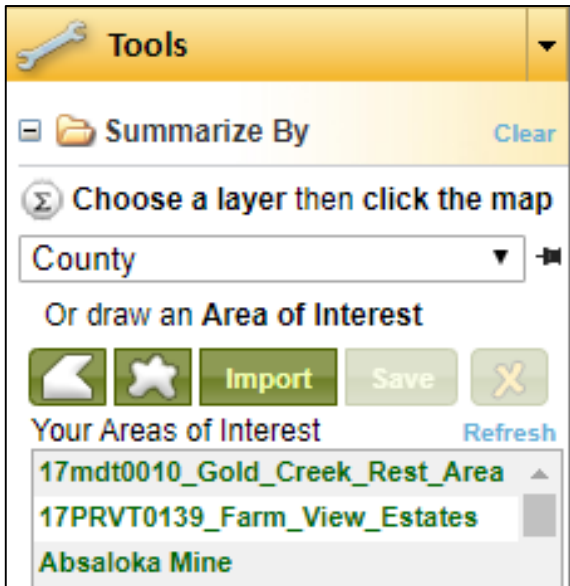 Tools
Summarize By Clear
Σ Choose a layer then click the map
County
Or draw an Area of Interest
Import Save X
Your Areas of Interest Refresh
17mdt0010_Gold_Creek_Rest_Area
17PRVT0139_Farm_View_Estates
Absaloka Mine